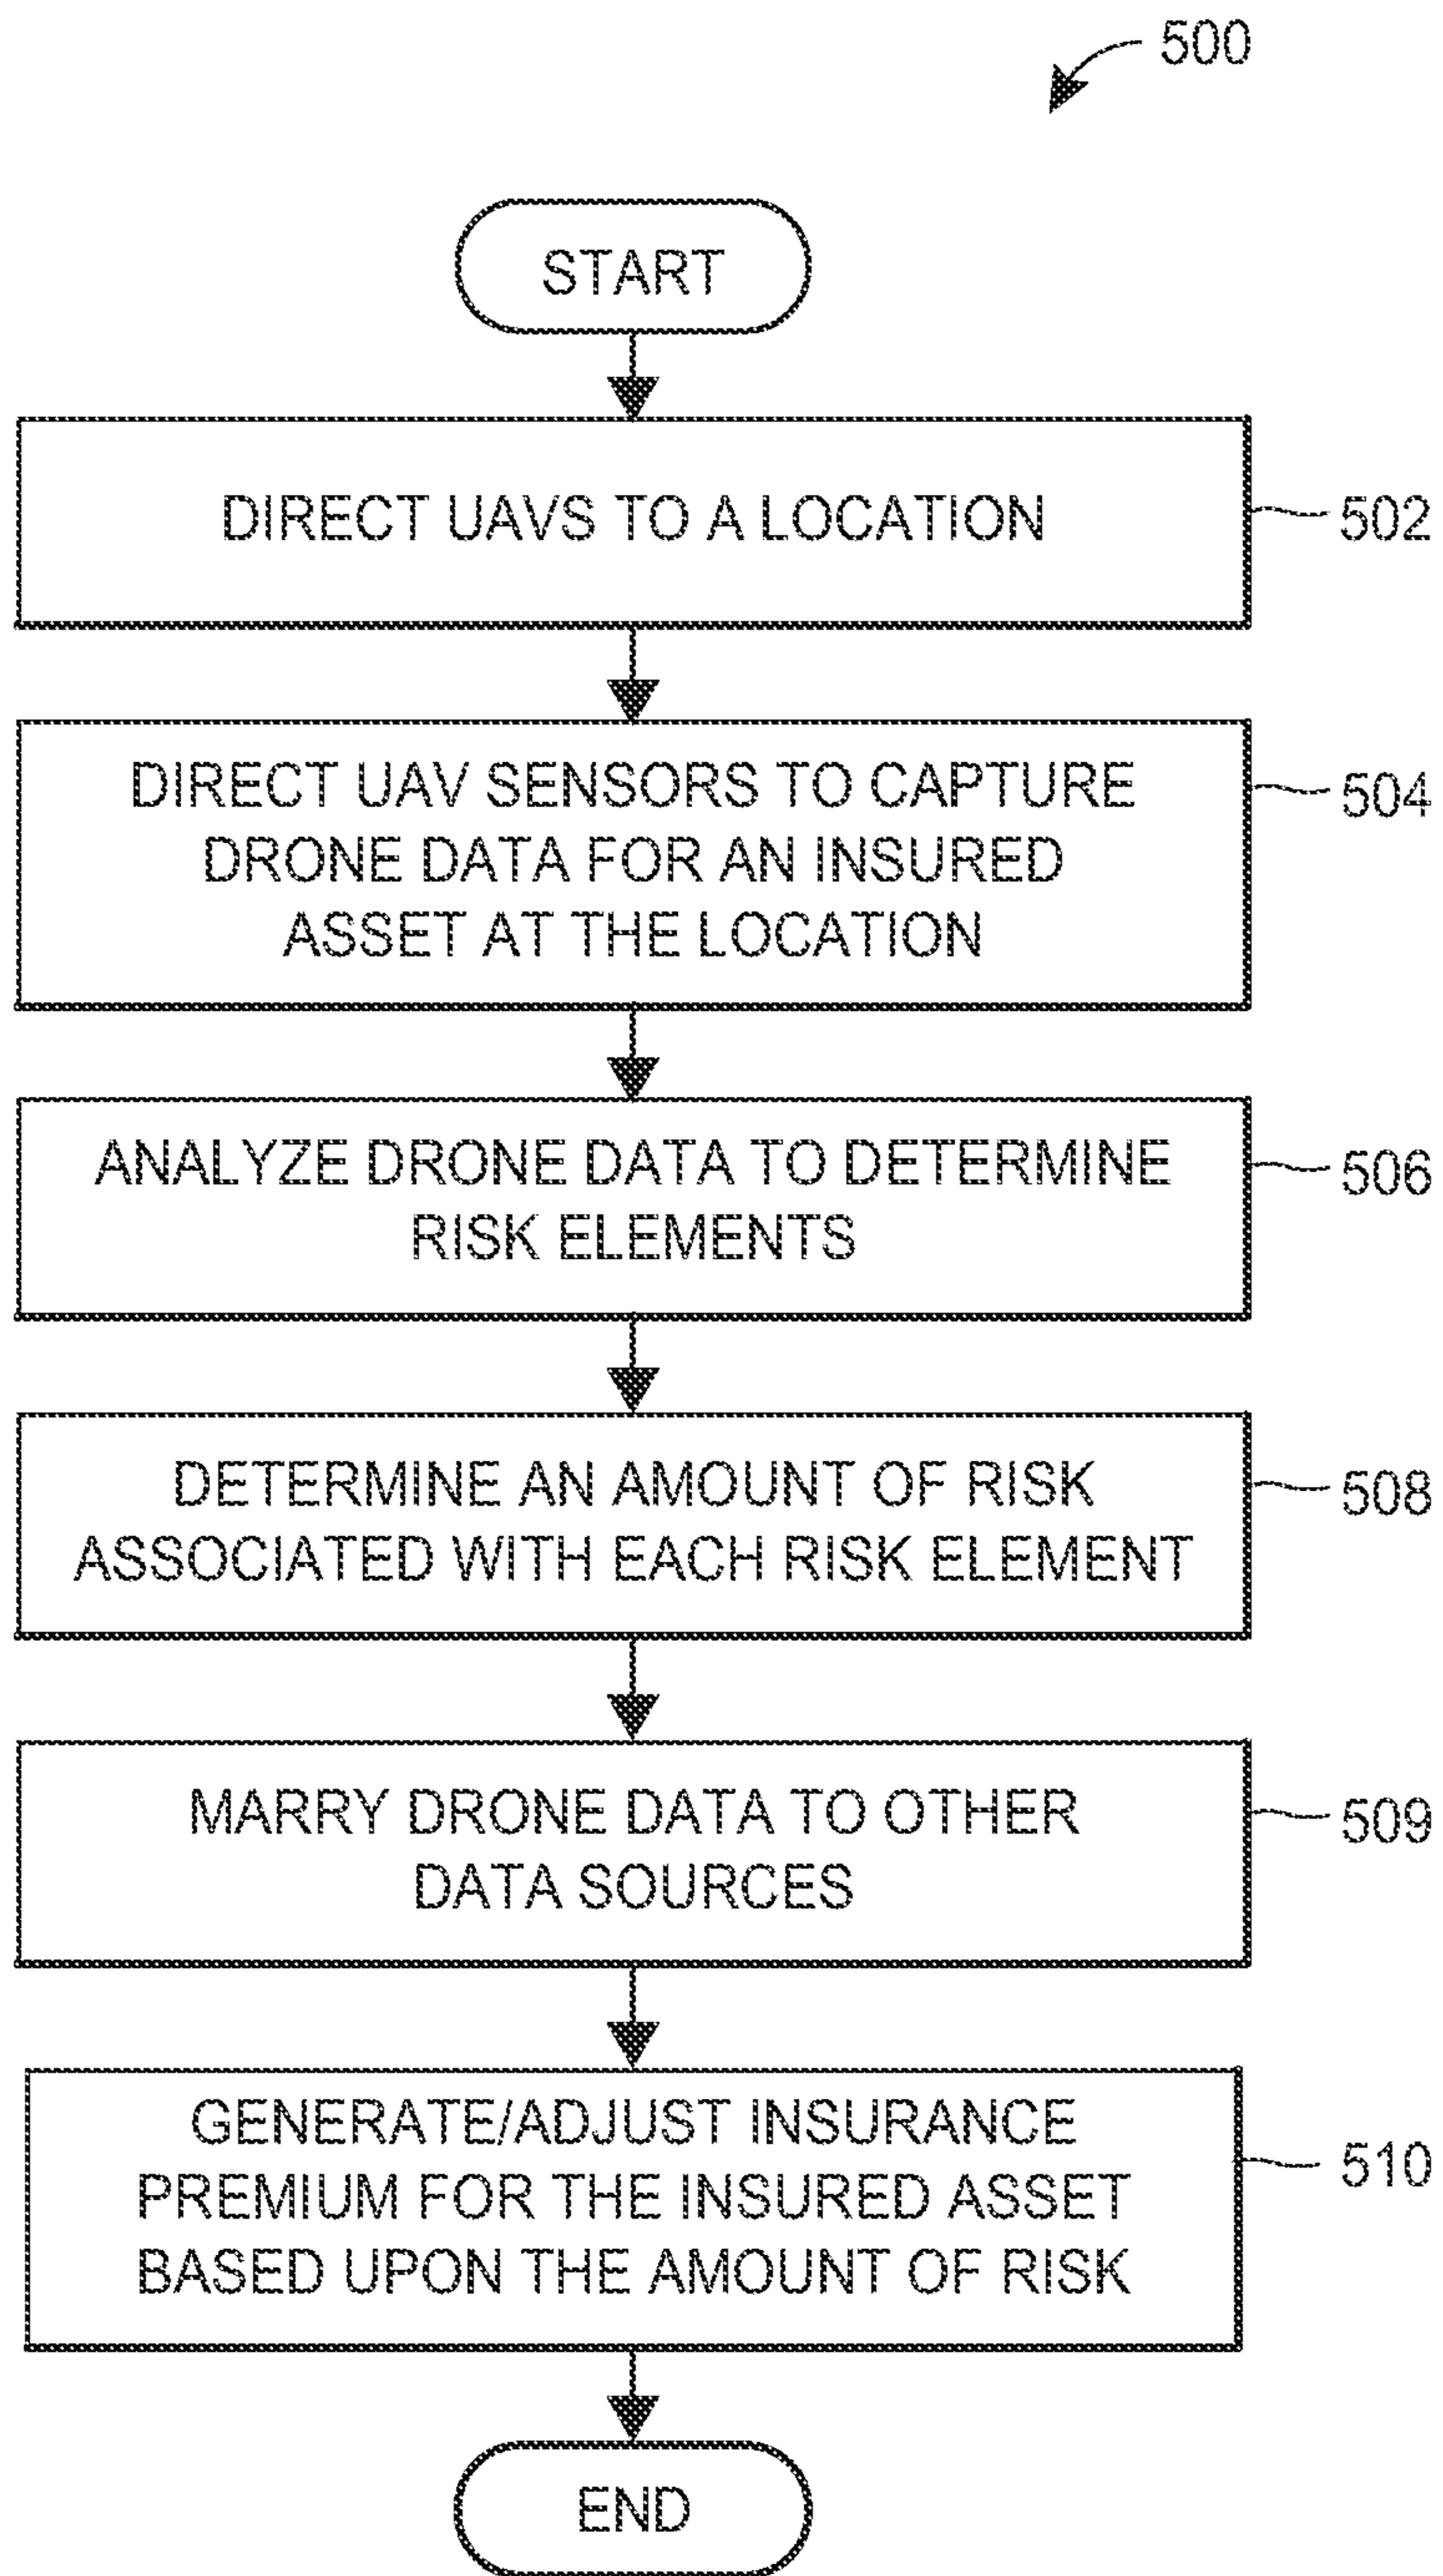 500
START
DIRECT UAVS TO A LOCATION
502
DIRECT UAV SENSORS TO CAPTURE
DRONE DATA FOR AN INSURED
ASSET AT THE LOCATION
504
ANALYZE DRONE DATA TO DETERMINE
RISK ELEMENTS
506
DETERMINE AN AMOUNT OF RISK
ASSOCIATED WITH EACH RISK ELEMENT
508
MARRY DRONE DATA TO OTHER
DATA SOURCES
509
GENERATE/ADJUST INSURANCE
PREMIUM FOR THE INSURED ASSET
BASED UPON THE AMOUNT OF RISK
510
END